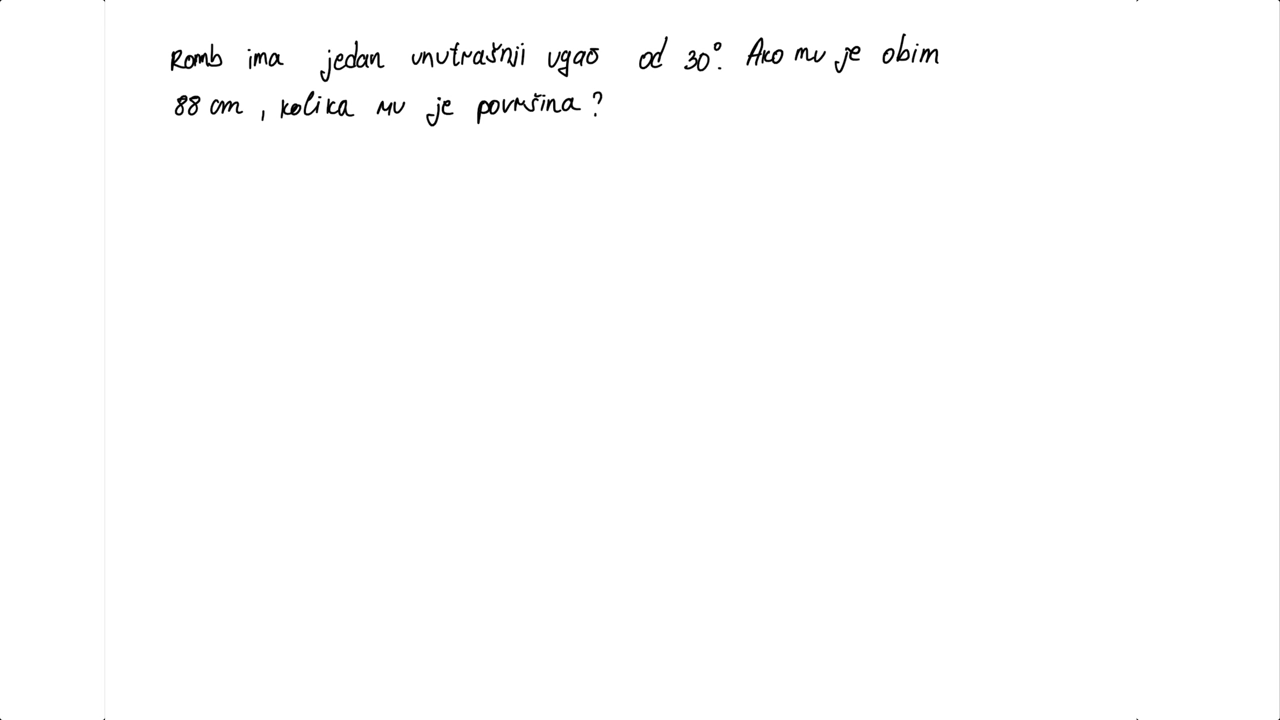 Romb ima jedan unutrašnji ugao od 30°. Ako mu je obim
88 cm, kolika mu je površina?